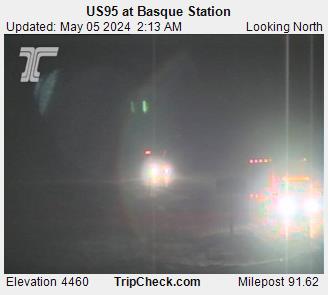 US95 at Basque Station
Updated: May 05 2024 2:13 AM Looking North
Elevation 4460 TripCheck.com Milepost 91.62